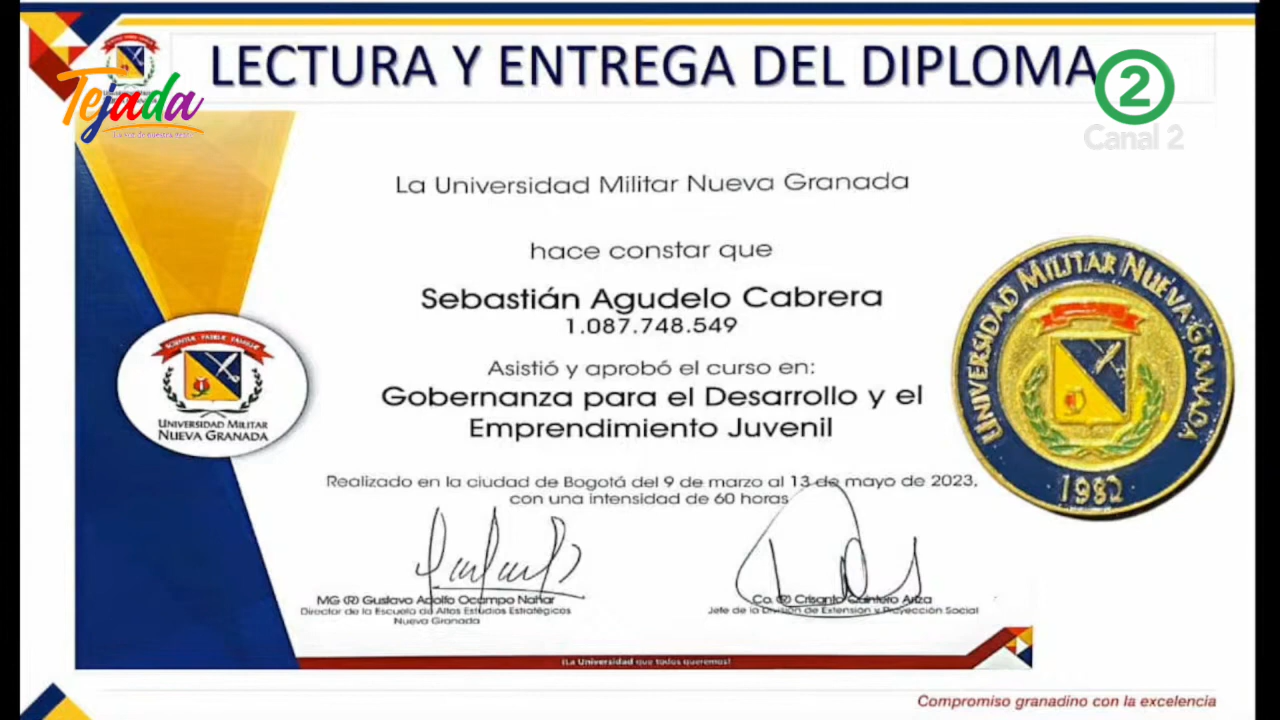 LECTURA Y ENTREGA DEL DIPLOMA
Tejada
2
Canal 2
La Universidad Militar Nueva Granada
hace constar que
Sebastián Agudelo Cabrera
1.087.748.549
Asistió y aprobó el curso en:
Gobernanza para el Desarrollo y el
Emprendimiento Juvenil
Realizado en la ciudad de Bogotá del 9 de marzo al 13 de mayo de 2023,
con una intensidad de 60 horas
UNIVERSIDAD MILITAR
NUEVA GRANADA
UNIVERSIDAD MILITAR NUEVA GRANADA
1982
MG (R) Gustavo Adolfo Ocampo Nahar
Director de la Escuela de Altos Estudios Estratégicos
Nueva Granada
Co. (R) Crisanto Quintero Ariza
Jefe de la División de Extensión y Proyección Social
¡La Universidad que todos queremos!
Compromiso granadino con la excelencia